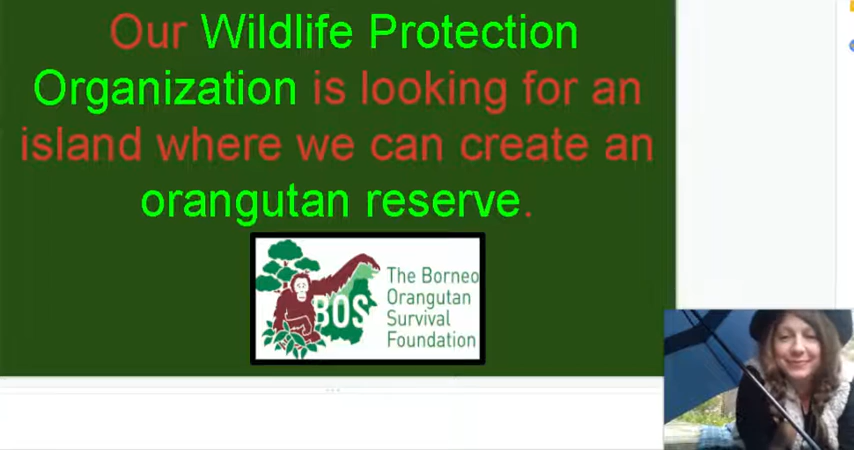 Our Wildlife Protection
Organization is looking for an
island where we can create an
orangutan reserve.
BOS
The Borneo
Orangutan
Survival
Foundation